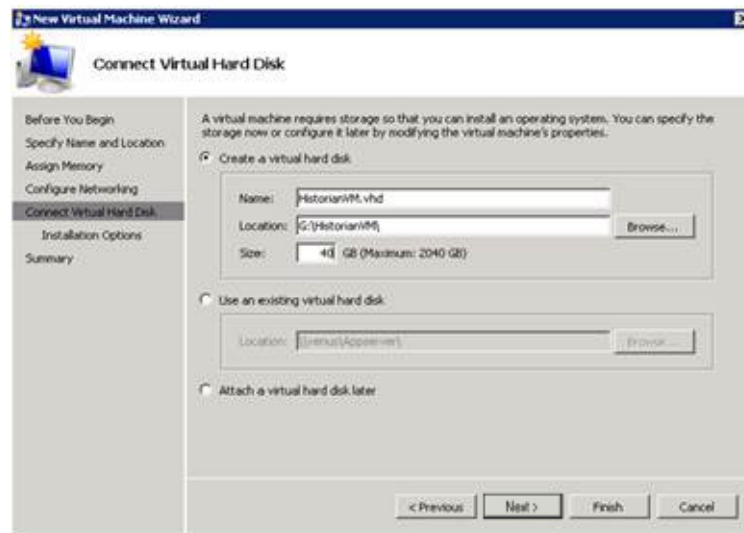 New Virtual Machine Wizard
Connect Virtual Hard Disk
Before You Begin
Specify Name and Location
Assign Memory
Configure Networking
Connect Virtual Hard Disk
Installation Options
Summary
A virtual machine requires storage so that you can install an operating system. You can specify the
storage now or configure it later by modifying the virtual machine's properties.
Create a virtual hard disk
Name: HistorianVM.vhd
Location: G:\HistorianVM\ Browse...
Size: 40 GB (Maximum: 2040 GB)
Use an existing virtual hard disk
Location: \\venus\Appserver\ Browse...
Attach a virtual hard disk later
< Previous Next > Finish Cancel